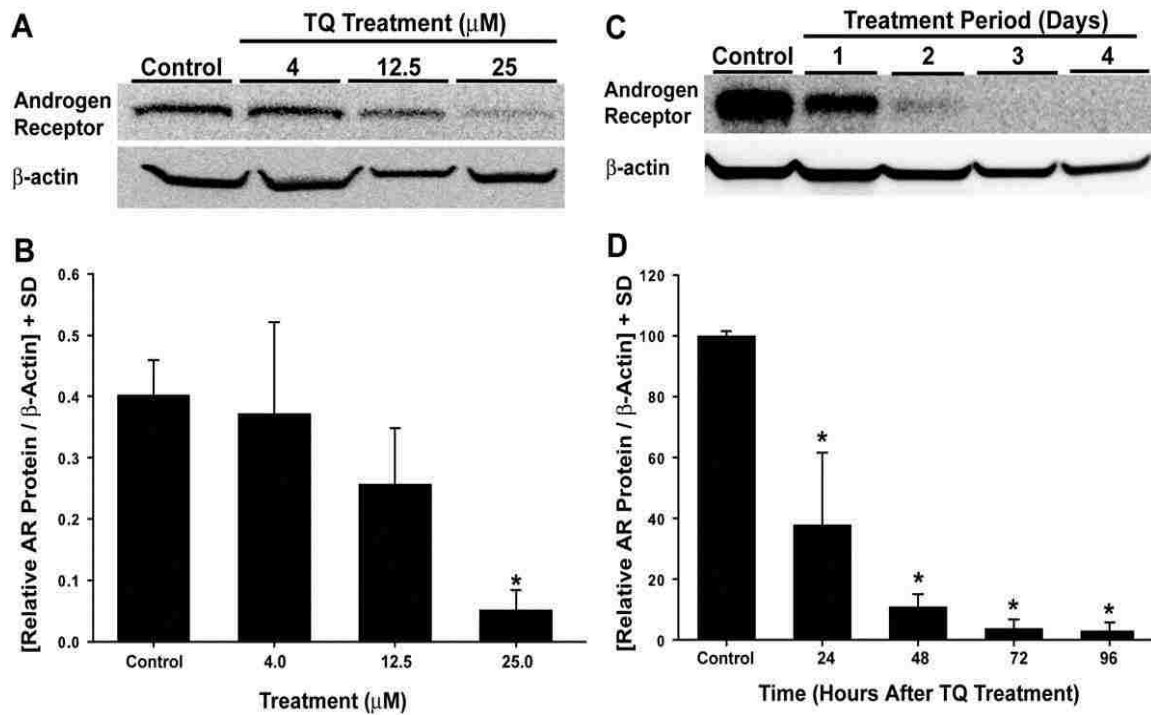 A
TQ Treatment (μM)
Control 4 12.5 25
Androgen
Receptor
β-actin
B
[Relative AR Protein / β-Actin] + SD
0.6
0.5
0.4
0.3
0.2
0.1
0.0
*
Control 4.0 12.5 25.0
Treatment (μM)
C
Treatment Period (Days)
Control 1 2 3 4
Androgen
Receptor
β-actin
D
[Relative AR Protein / β-Actin] + SD
120
100
80
60
40
20
0
* * * *
Control 24 48 72 96
Time (Hours After TQ Treatment)